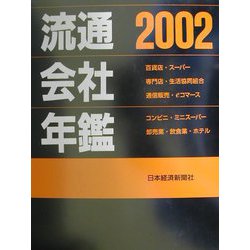 流通 2002
会社
年鑑
百貨店・スーパー
専門店・生活協同組合
通信販売・eコマース
コンビニ・ミニスーパー
卸売業・飲食業・ホテル
日本経済新聞社